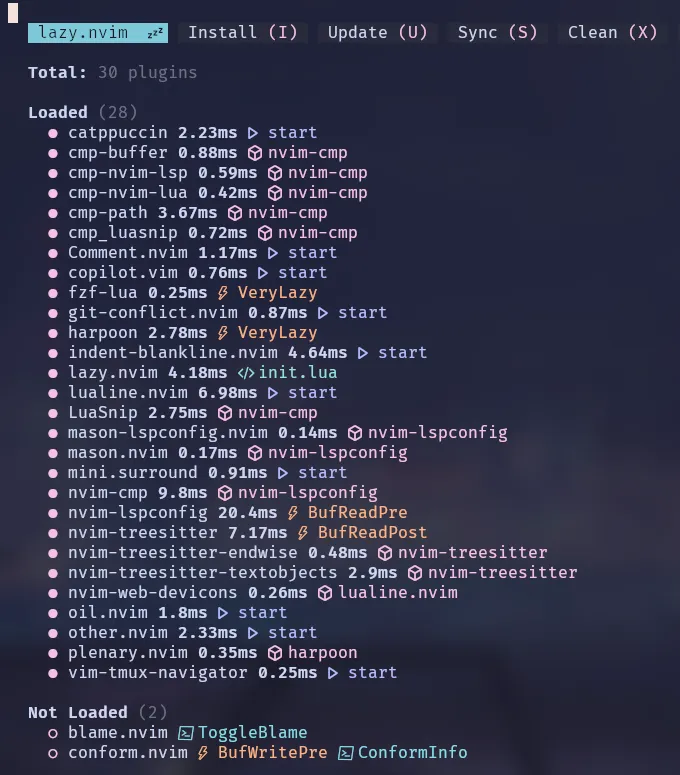 lazy.nvim 💤 Install (I) Update (U) Sync (S) Clean (X)
Total: 30 plugins
Loaded (28)
● catppuccin 2.23ms start
● cmp-buffer 0.88ms nvim-cmp
● cmp-nvim-lsp 0.59ms nvim-cmp
● cmp-nvim-lua 0.42ms nvim-cmp
● cmp-path 3.67ms nvim-cmp
● cmp_luasnip 0.72ms nvim-cmp
● Comment.nvim 1.17ms start
● copilot.vim 0.76ms start
● fzf-lua 0.25ms VeryLazy
● git-conflict.nvim 0.87ms start
● harpoon 2.78ms VeryLazy
● indent-blankline.nvim 4.64ms start
● lazy.nvim 4.18ms </> init.lua
● lualine.nvim 6.98ms start
● LuaSnip 2.75ms nvim-cmp
● mason-lspconfig.nvim 0.14ms nvim-lspconfig
● mason.nvim 0.17ms nvim-lspconfig
● mini.surround 0.91ms start
● nvim-cmp 9.8ms nvim-lspconfig
● nvim-lspconfig 20.4ms BufReadPre
● nvim-treesitter 7.17ms BufReadPost
● nvim-treesitter-endwise 0.48ms nvim-treesitter
● nvim-treesitter-textobjects 2.9ms nvim-treesitter
● nvim-web-devicons 0.26ms lualine.nvim
● oil.nvim 1.8ms start
● other.nvim 2.33ms start
● plenary.nvim 0.35ms harpoon
● vim-tmux-navigator 0.25ms start
Not Loaded (2)
○ blame.nvim ToggleBlame
○ conform.nvim BufWritePre ConformInfo